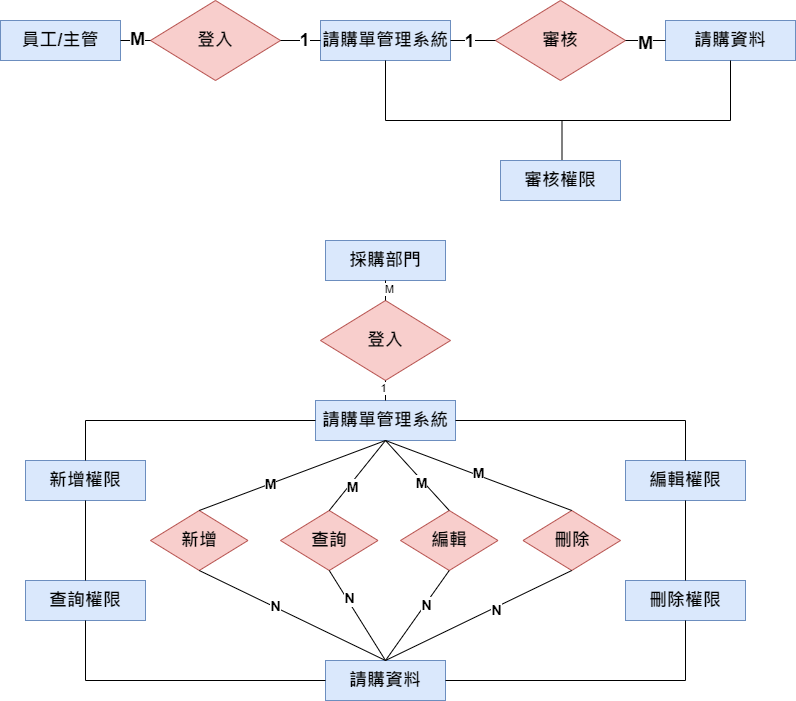 員工/主管
M
登入
1
請購單管理系統
1
審核
M
請購資料
審核權限
採購部門
M
登入
1
請購單管理系統
新增權限
編輯權限
M
M
M
M
新增
查詢
編輯
刪除
查詢權限
刪除權限
N
N
N
N
請購資料